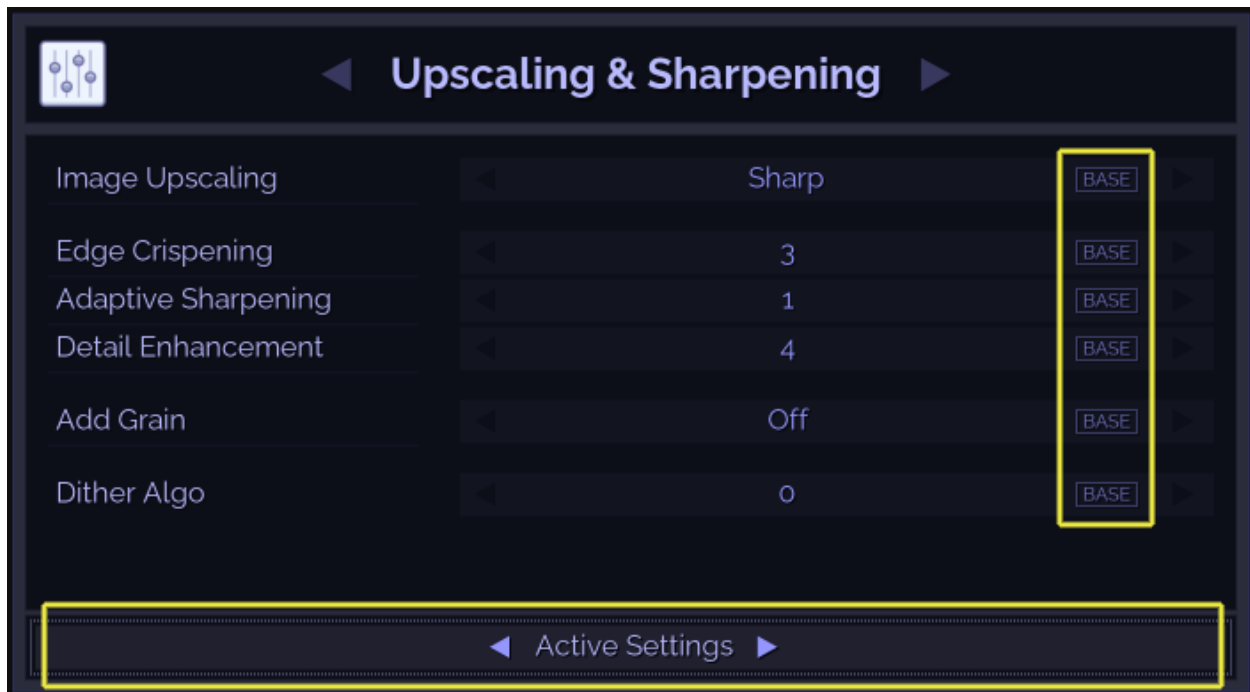 Upscaling & Sharpening
Image Upscaling Sharp BASE
Edge Crispening 3 BASE
Adaptive Sharpening 1 BASE
Detail Enhancement 4 BASE
Add Grain Off BASE
Dither Algo 0 BASE
Active Settings